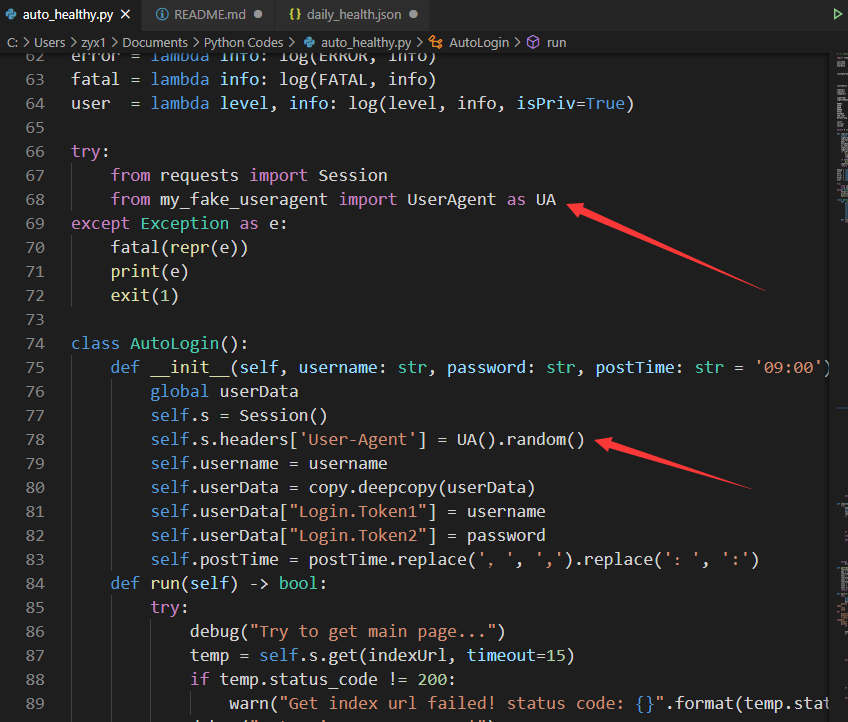 auto_healthy.py ✕ README.md ● {} daily_health.json ●
C: > Users > zyx1 > Documents > Python Codes > auto_healthy.py > AutoLogin > run
62 error = lambda info: log(ERROR, info)
63 fatal = lambda info: log(FATAL, info)
64 user  = lambda level, info: log(level, info, isPriv=True)
65
66 try:
67     from requests import Session
68     from my_fake_useragent import UserAgent as UA
69 except Exception as e:
70     fatal(repr(e))
71     print(e)
72     exit(1)
73
74 class AutoLogin():
75     def __init__(self, username: str, password: str, postTime: str = '09:00')
76         global userData
77         self.s = Session()
78         self.s.headers['User-Agent'] = UA().random()
79         self.username = username
80         self.userData = copy.deepcopy(userData)
81         self.userData["Login.Token1"] = username
82         self.userData["Login.Token2"] = password
83         self.postTime = postTime.replace('，', ',').replace('：', ':')
84     def run(self) -> bool:
85         try:
86             debug("Try to get main page...")
87             temp = self.s.get(indexUrl, timeout=15)
88             if temp.status_code != 200:
89                 warn("Get index url failed! status code: {}".format(temp.stat